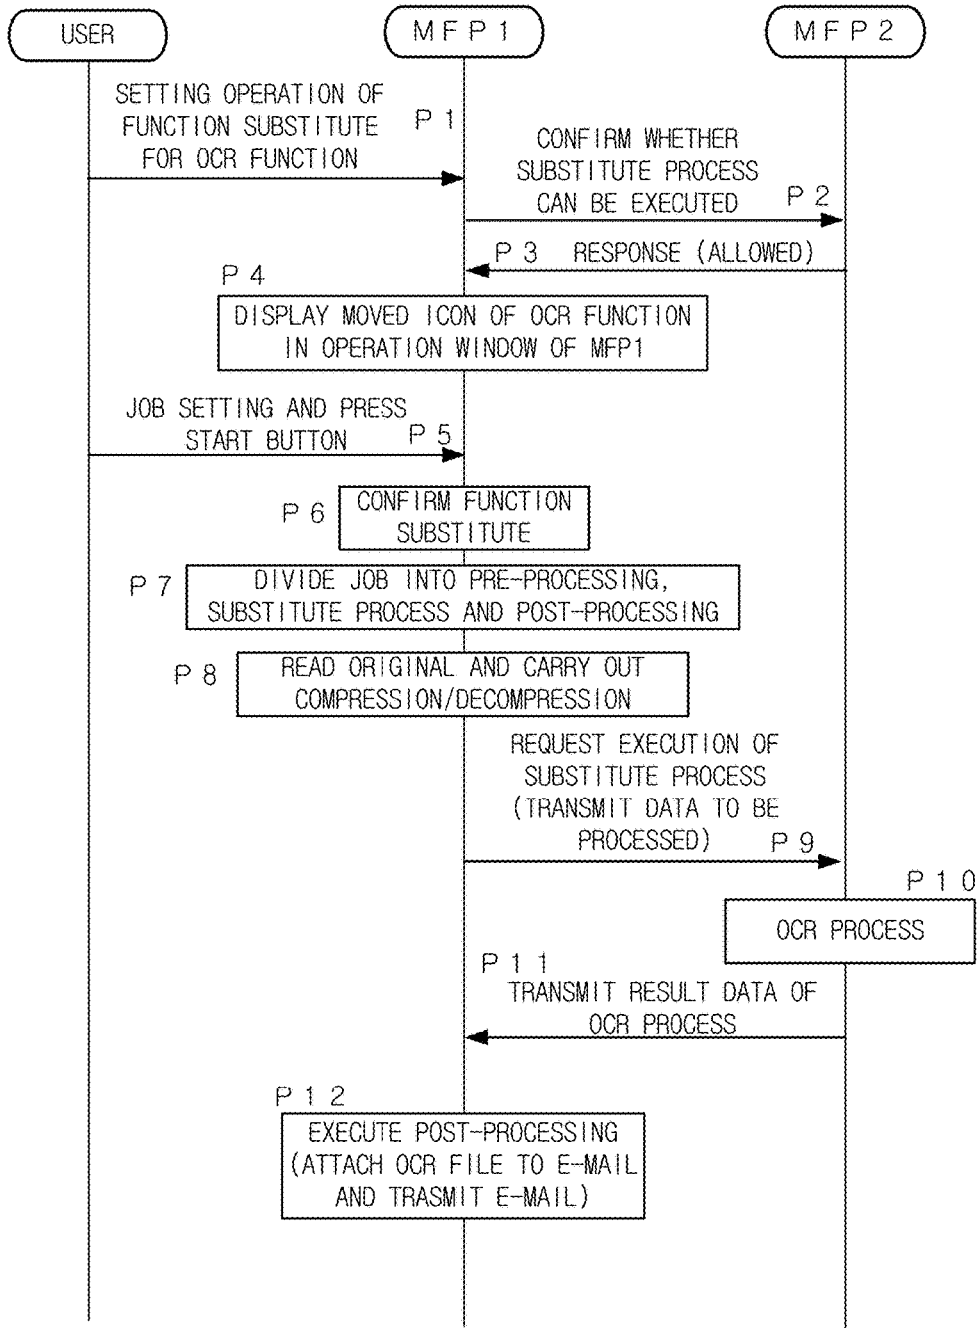 USER
MFP1
MFP2
SETTING OPERATION OF
FUNCTION SUBSTITUTE
FOR OCR FUNCTION
P1
CONFIRM WHETHER
SUBSTITUTE PROCESS
CAN BE EXECUTED
P2
P3
RESPONSE (ALLOWED)
P4
DISPLAY MOVED ICON OF OCR FUNCTION
IN OPERATION WINDOW OF MFP1
JOB SETTING AND PRESS
START BUTTON
P5
P6
CONFIRM FUNCTION
SUBSTITUTE
P7
DIVIDE JOB INTO PRE-PROCESSING,
SUBSTITUTE PROCESS AND POST-PROCESSING
P8
READ ORIGINAL AND CARRY OUT
COMPRESSION/DECOMPRESSION
REQUEST EXECUTION OF
SUBSTITUTE PROCESS
(TRANSMIT DATA TO BE
PROCESSED)
P9
P10
OCR PROCESS
P11
TRANSMIT RESULT DATA OF
OCR PROCESS
P12
EXECUTE POST-PROCESSING
(ATTACH OCR FILE TO E-MAIL
AND TRASMIT E-MAIL)